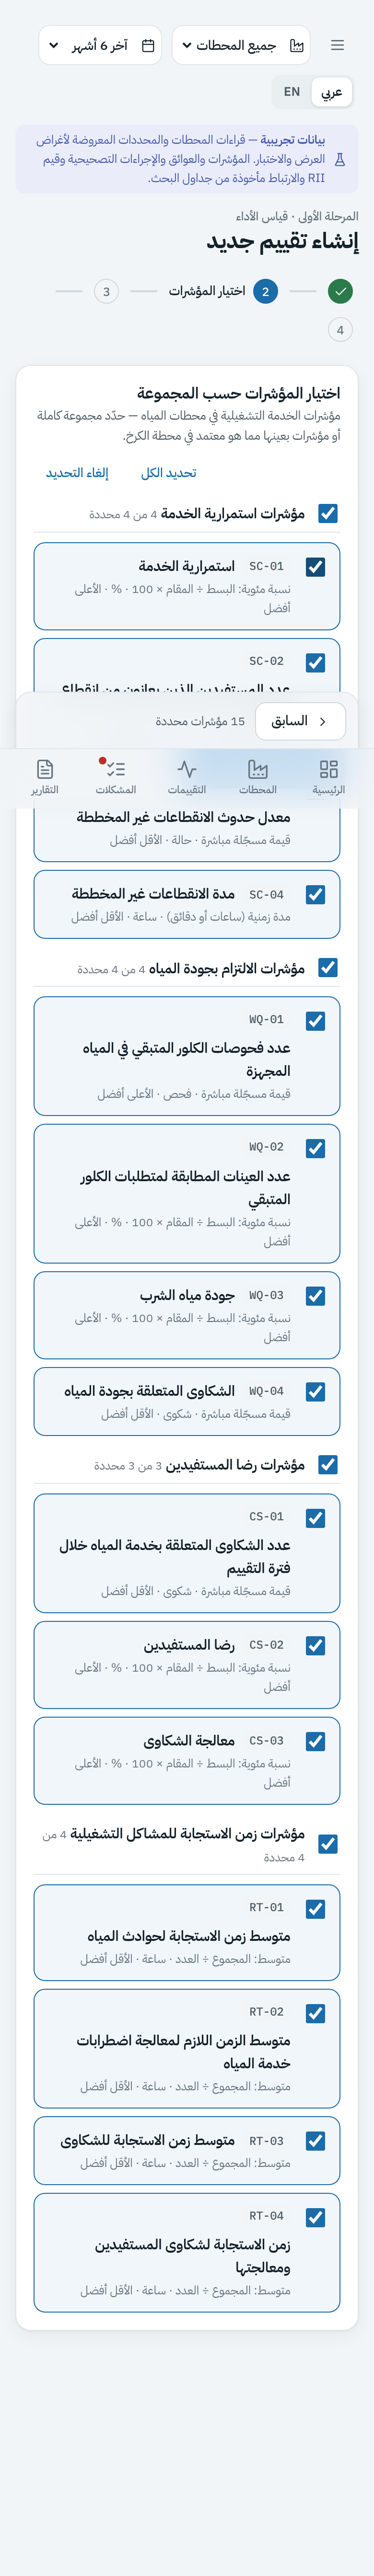 جميع المحطات
آخر 6 أشهر
عربي
EN
بيانات تجريبية — قراءات المحطات والمحددات المعروضة لأغراض
العرض والاختبار. المؤشرات والعوائق والإجراءات التصحيحية وقيم
RII والارتباط مأخوذة من جداول البحث.
المرحلة الأولى · قياس الأداء
إنشاء تقييم جديد
2
اختيار المؤشرات
3
4
اختيار المؤشرات حسب المجموعة
مؤشرات الخدمة التشغيلية في محطات المياه — حدّد مجموعة كاملة
أو مؤشرات بعينها مما هو معتمد في محطة الكرخ.
تحديد الكل
إلغاء التحديد
مؤشرات استمرارية الخدمة 4 من 4 محددة
SC-01 استمرارية الخدمة
نسبة مئوية: البسط ÷ المقام × 100 · % · الأعلى
أفضل
SC-02
عدد المستفيدين الذين يعانون من انقطاع
السابق
15 مؤشرات محددة
الرئيسية
المحطات
التقييمات
المشكلات
التقارير
معدل حدوث الانقطاعات غير المخططة
قيمة مسجّلة مباشرة · حالة · الأقل أفضل
SC-04 مدة الانقطاعات غير المخططة
مدة زمنية (ساعات أو دقائق) · ساعة · الأقل أفضل
مؤشرات الالتزام بجودة المياه 4 من 4 محددة
WQ-01
عدد فحوصات الكلور المتبقي في المياه
المجهزة
قيمة مسجّلة مباشرة · فحص · الأعلى أفضل
WQ-02
عدد العينات المطابقة لمتطلبات الكلور
المتبقي
نسبة مئوية: البسط ÷ المقام × 100 · % · الأعلى
أفضل
WQ-03 جودة مياه الشرب
نسبة مئوية: البسط ÷ المقام × 100 · % · الأعلى
أفضل
WQ-04 الشكاوى المتعلقة بجودة المياه
قيمة مسجّلة مباشرة · شكوى · الأقل أفضل
مؤشرات رضا المستفيدين 3 من 3 محددة
CS-01
عدد الشكاوى المتعلقة بخدمة المياه خلال
فترة التقييم
قيمة مسجّلة مباشرة · شكوى · الأقل أفضل
CS-02 رضا المستفيدين
نسبة مئوية: البسط ÷ المقام × 100 · % · الأعلى
أفضل
CS-03 معالجة الشكاوى
نسبة مئوية: البسط ÷ المقام × 100 · % · الأعلى
أفضل
مؤشرات زمن الاستجابة للمشاكل التشغيلية 4 من
4 محددة
RT-01
متوسط زمن الاستجابة لحوادث المياه
متوسط: المجموع ÷ العدد · ساعة · الأقل أفضل
RT-02
متوسط الزمن اللازم لمعالجة اضطرابات
خدمة المياه
متوسط: المجموع ÷ العدد · ساعة · الأقل أفضل
RT-03 متوسط زمن الاستجابة للشكاوى
متوسط: المجموع ÷ العدد · ساعة · الأقل أفضل
RT-04
زمن الاستجابة لشكاوى المستفيدين
ومعالجتها
متوسط: المجموع ÷ العدد · ساعة · الأقل أفضل